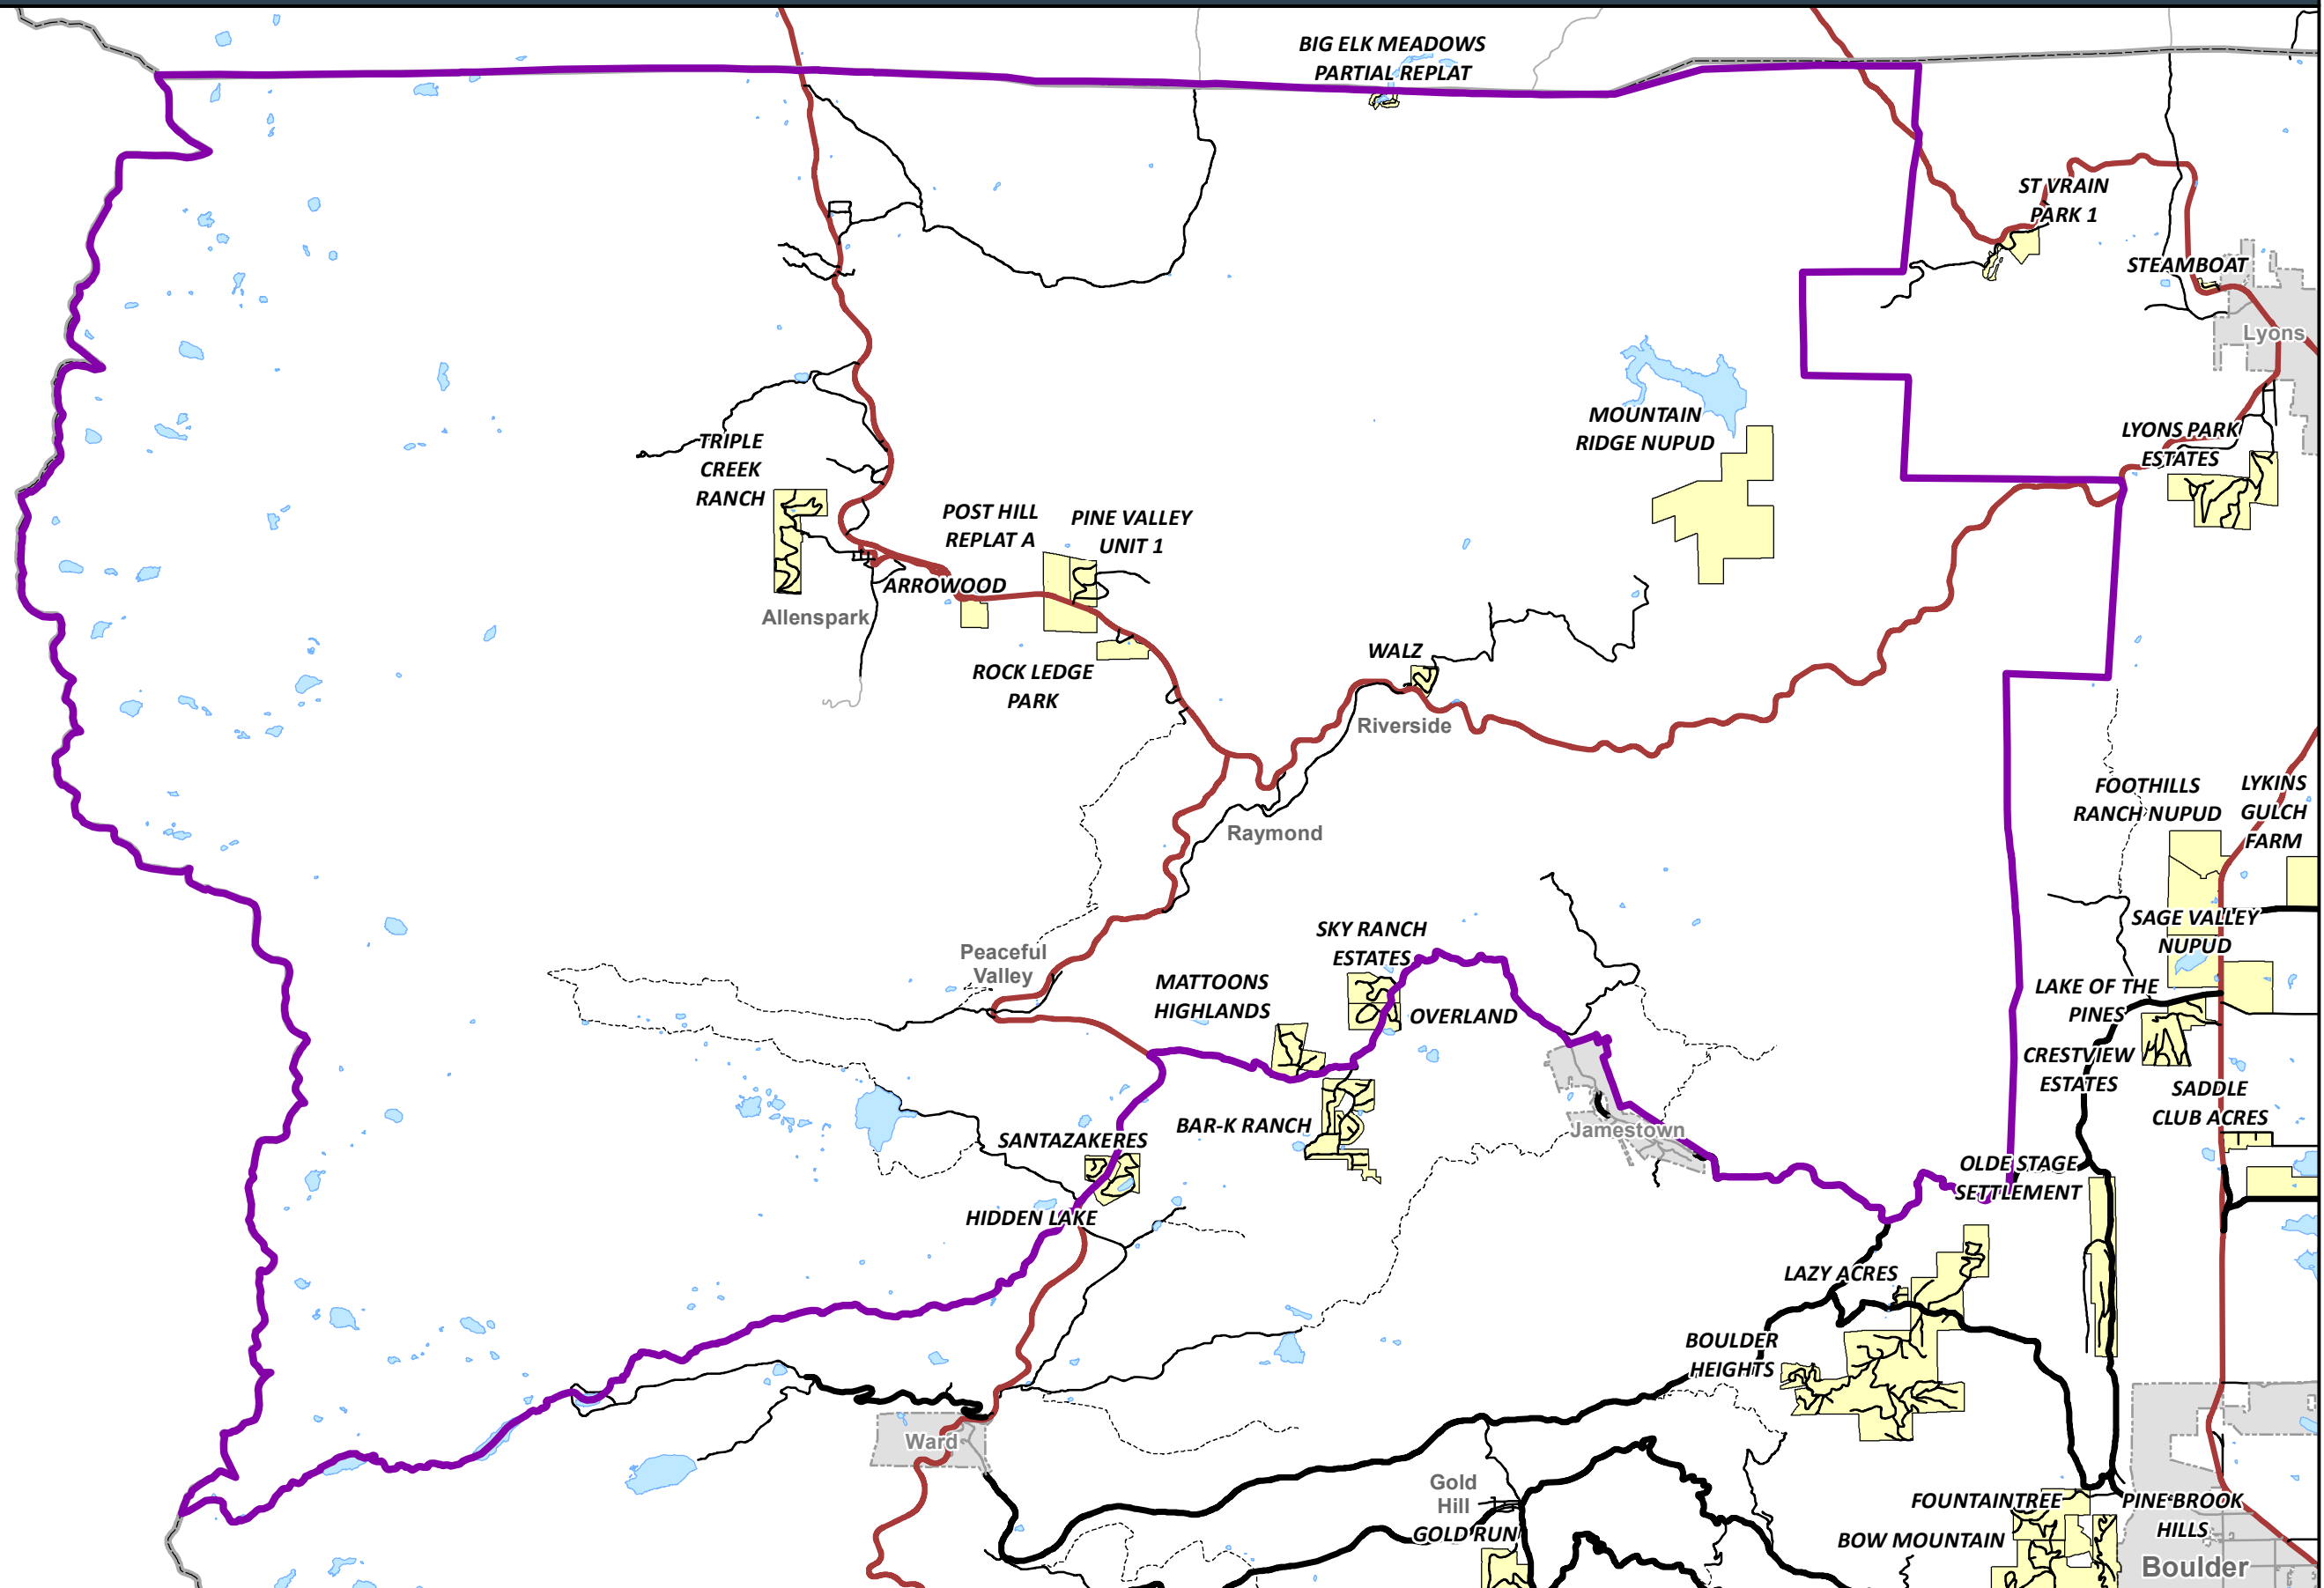 BIG ELK MEADOWS
PARTIAL REPLAT
ST VRAIN
PARK 1
STEAMBOAT
Lyons
MOUNTAIN
RIDGE NUPUD
LYONS PARK
ESTATES
TRIPLE
CREEK
RANCH
POST HILL
REPLAT A
PINE VALLEY
UNIT 1
ARROWOOD
Allenspark
ROCK LEDGE
PARK
WALZ
Riverside
Raymond
FOOTHILLS
RANCH NUPUD
LYKINS
GULCH
FARM
SAGE VALLEY
NUPUD
SKY RANCH
ESTATES
Peaceful
Valley
MATTOONS
HIGHLANDS
OVERLAND
LAKE OF THE
PINES
CRESTVIEW
ESTATES
SADDLE
CLUB ACRES
BAR-K RANCH
Jamestown
SANTAZAKERES
OLDE STAGE
SETTLEMENT
HIDDEN LAKE
LAZY ACRES
BOULDER
HEIGHTS
Ward
Gold
Hill
GOLD RUN
FOUNTAINTREE
PINE BROOK
HILLS
BOW MOUNTAIN
Boulder